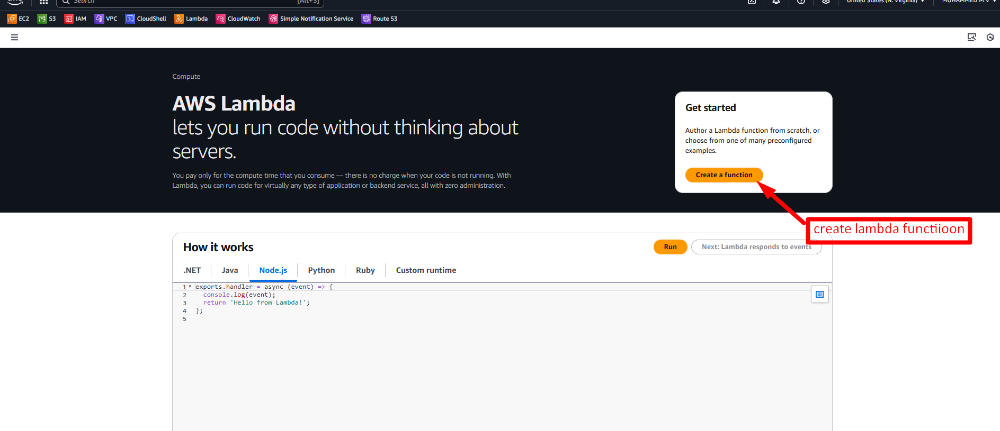 Search [Alt+S] United States (N. Virginia) MUHAMMED M V
EC2 S3 IAM VPC CloudShell Lambda CloudWatch Simple Notification Service Route 53
Compute
AWS Lambda
lets you run code without thinking about
servers.
You pay only for the compute time that you consume — there is no charge when your code is not running. With
Lambda, you can run code for virtually any type of application or backend service, all with zero administration.
Get started
Author a Lambda function from scratch, or
choose from one of many preconfigured
examples.
Create a function
create lambda functiioon
How it works
Run
Next: Lambda responds to events
.NET Java Node.js Python Ruby Custom runtime
1 exports.handler = async (event) => {
2 console.log(event);
3 return 'Hello from Lambda!';
4 };
5